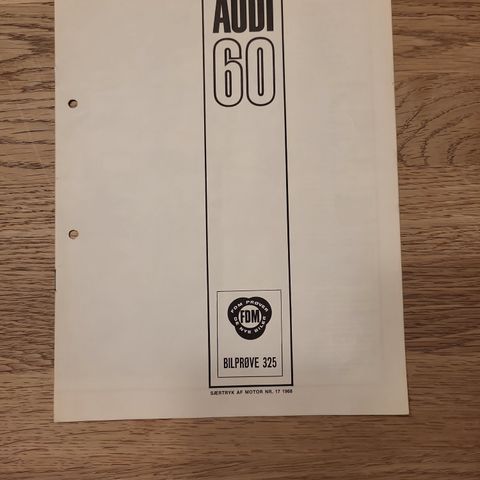 AUDI
60
FDM PRØVER
FDM
DE NYE BILER
BILPRØVE 325
SÆRTRYK AF MOTOR NR. 17 1968